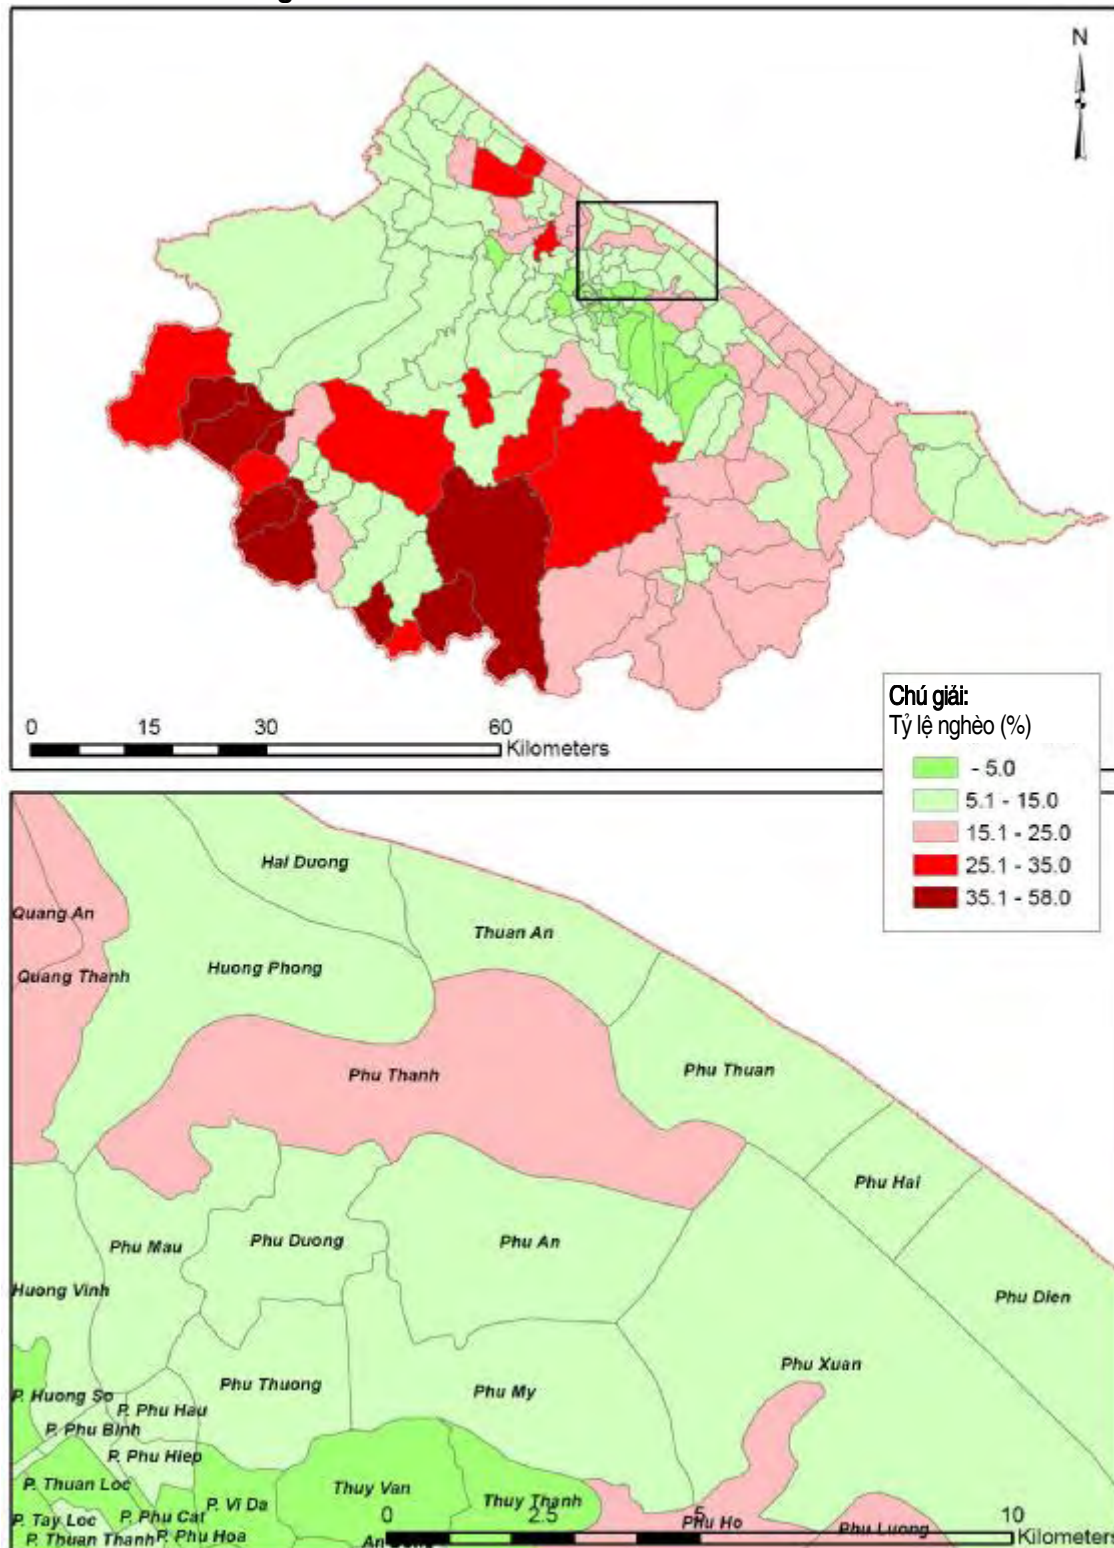 N
0 15 30 60
Kilometers
Chú giải:
Tỷ lệ nghèo (%)
- 5.0
5.1 - 15.0
15.1 - 25.0
25.1 - 35.0
35.1 - 58.0
Hai Duong
Quang An
Thuan An
Huong Phong
Quang Thanh
Phu Thanh
Phu Thuan
Phu Hai
Phu Mau
Phu Duong
Phu An
Huong Vinh
Phu Dien
Phu Xuan
Phu Thuong
Phu My
P. Huong So
P. Phu Hau
P. Phu Binh
P. Phu Hiep
P. Thuan Loc
Thuy Van
P. Vi Da
Thuy Thanh
P. Tay Loc
P. Phu Cat
Phu Ho
Phu Luong
P. Thuan Thanh
P. Phu Hoa
0 2.5 5 10
Kilometers